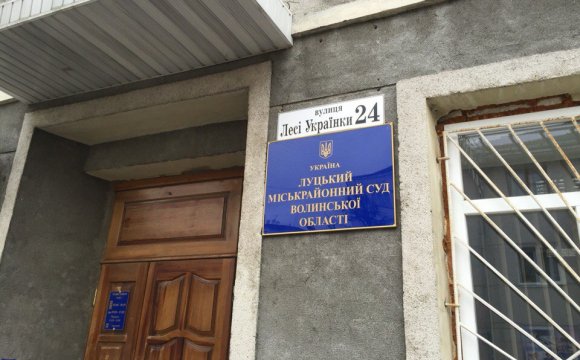 вулиця
Лесі Українки 24
УКРАЇНА
ЛУЦЬКИЙ
МІСЬКРАЙОННИЙ СУД
ВОЛИНСЬКОЇ
ОБЛАСТІ